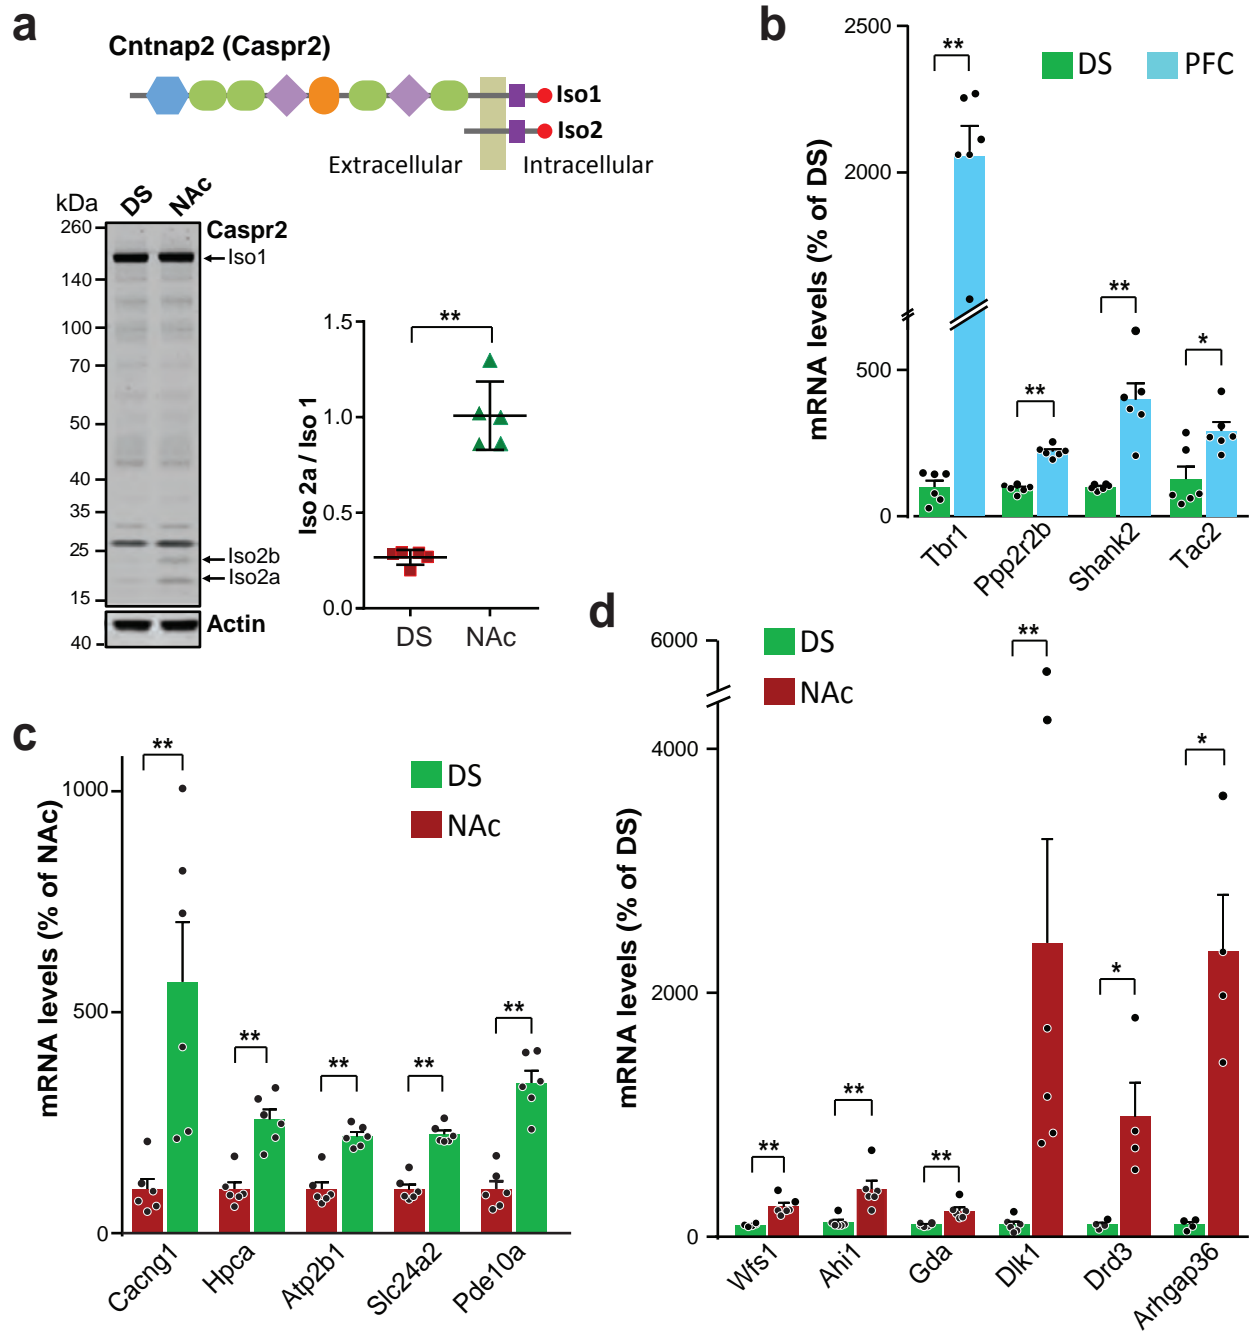 a
Cntnap2 (Caspr2)
Iso1
Iso2
Extracellular
Intracellular
kDa
DS
NAc
260
140
100
70
50
40
35
25
15
40
Caspr2
Iso1
Iso2b
Iso2a
Actin
Iso 2a / Iso 1
1.5
1.0
0.5
0.0
**
DS
NAc
b
mRNA levels (% of DS)
2500
2000
500
0
DS
PFC
**
**
**
*
Tbr1
Ppp2r2b
Shank2
Tac2
c
mRNA levels (% of NAc)
1000
500
0
DS
NAc
**
**
**
**
**
Cacng1
Hpca
Atp2b1
Slc24a2
Pde10a
d
mRNA levels (% of DS)
6000
4000
2000
0
DS
NAc
**
**
**
**
*
*
Wfs1
Ahi1
Gda
Dlk1
Drd3
Arhgap36